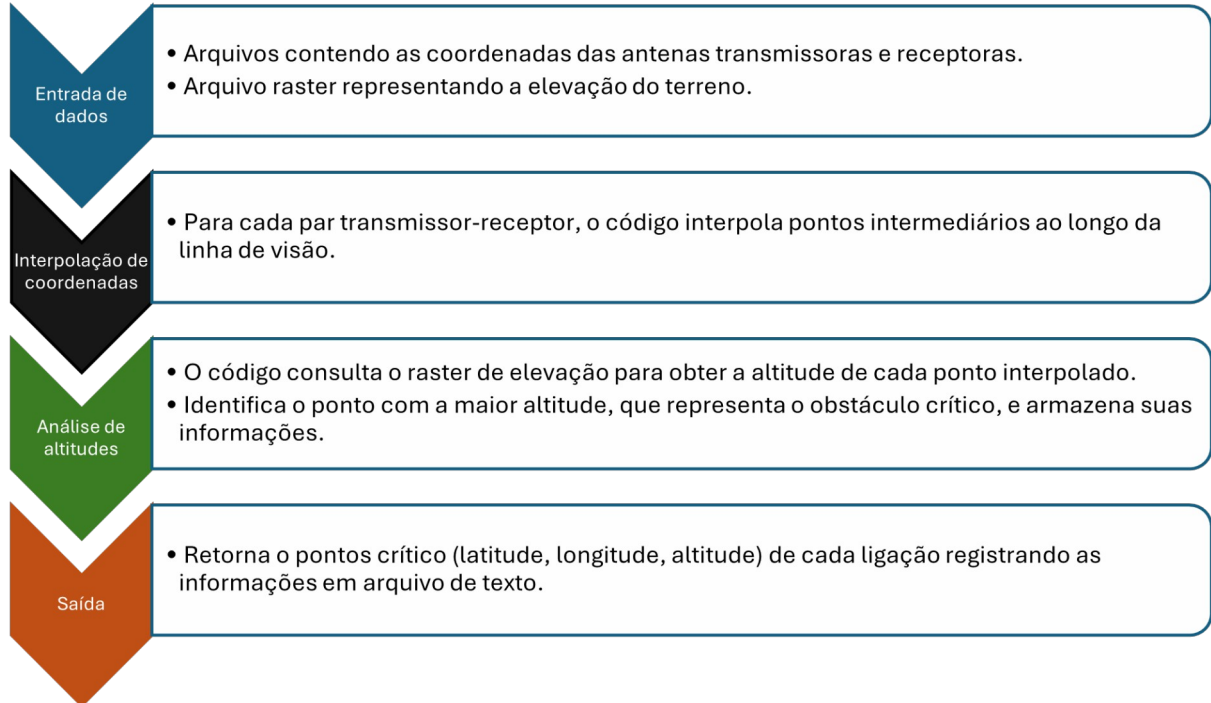 Entrada de
dados
• Arquivos contendo as coordenadas das antenas transmissoras e receptoras.
• Arquivo raster representando a elevação do terreno.
Interpolação de
coordenadas
• Para cada par transmissor-receptor, o código interpola pontos intermediários ao longo da
linha de visão.
Análise de
altitudes
• O código consulta o raster de elevação para obter a altitude de cada ponto interpolado.
• Identifica o ponto com a maior altitude, que representa o obstáculo crítico, e armazena suas
informações.
Saída
• Retorna o pontos crítico (latitude, longitude, altitude) de cada ligação registrando as
informações em arquivo de texto.